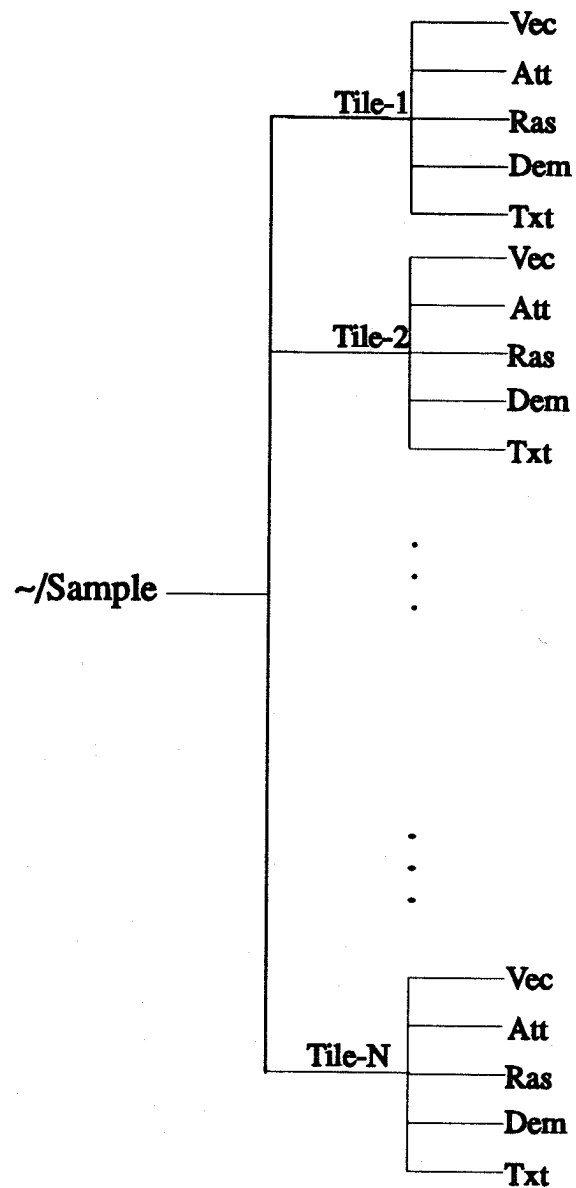 Vec
Att
Tile-1
Ras
Dem
Txt
Vec
Att
Tile-2
Ras
Dem
Txt
~/Sample
Vec
Att
Tile-N
Ras
Dem
Txt